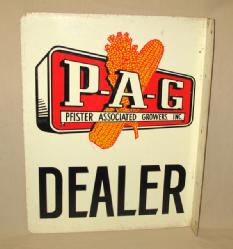 P-A-G
PFISTER ASSOCIATED GROWERS INC.
DEALER